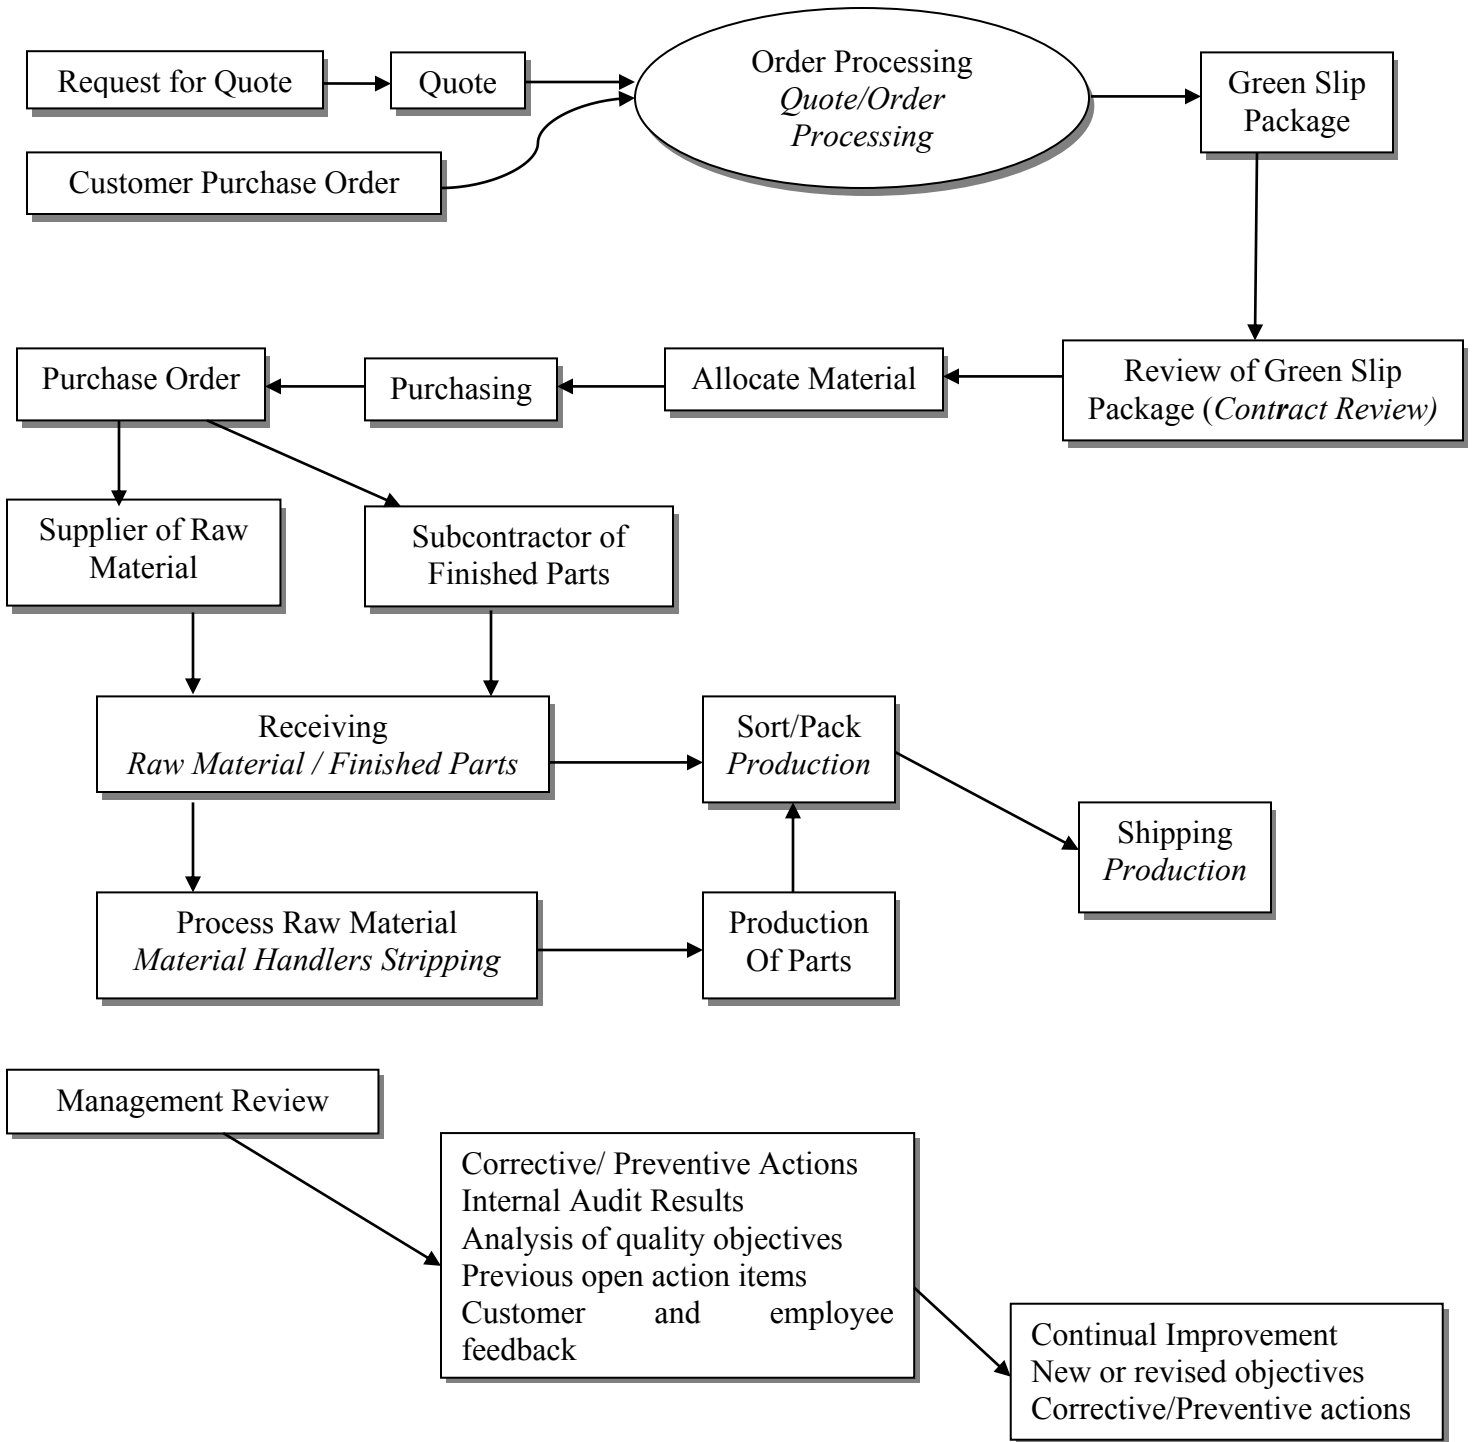 Request for Quote
Quote
Order Processing
Quote/Order
Processing
Green Slip
Package
Customer Purchase Order
Purchase Order
Purchasing
Allocate Material
Review of Green Slip
Package (Contract Review)
Supplier of Raw
Material
Subcontractor of
Finished Parts
Receiving
Raw Material / Finished Parts
Sort/Pack
Production
Shipping
Production
Process Raw Material
Material Handlers Stripping
Production
Of Parts
Management Review
Corrective/ Preventive Actions
Internal Audit Results
Analysis of quality objectives
Previous open action items
Customer and employee
feedback
Continual Improvement
New or revised objectives
Corrective/Preventive actions